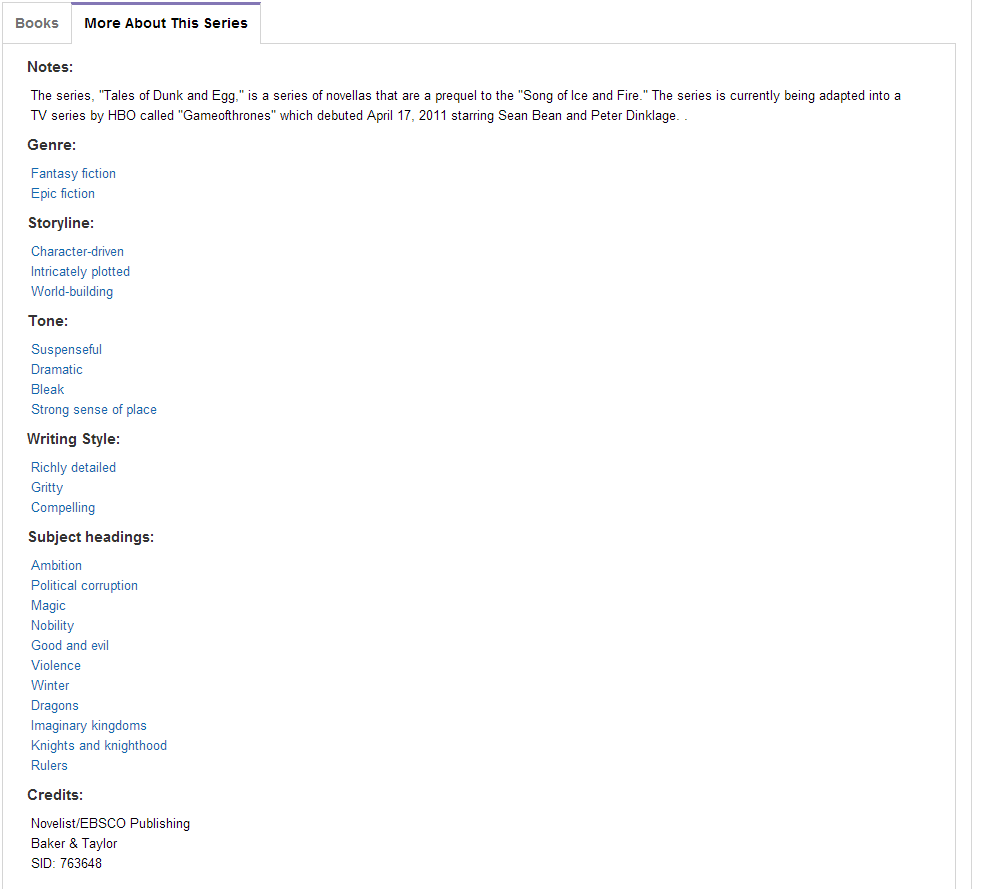 Books
More About This Series
Notes:
The series, "Tales of Dunk and Egg," is a series of novellas that are a prequel to the "Song of Ice and Fire." The series is currently being adapted into a
TV series by HBO called "Gameofthrones" which debuted April 17, 2011 starring Sean Bean and Peter Dinklage. .
Genre:
Fantasy fiction
Epic fiction
Storyline:
Character-driven
Intricately plotted
World-building
Tone:
Suspenseful
Dramatic
Bleak
Strong sense of place
Writing Style:
Richly detailed
Gritty
Compelling
Subject headings:
Ambition
Political corruption
Magic
Nobility
Good and evil
Violence
Winter
Dragons
Imaginary kingdoms
Knights and knighthood
Rulers
Credits:
Novelist/EBSCO Publishing
Baker & Taylor
SID: 763648